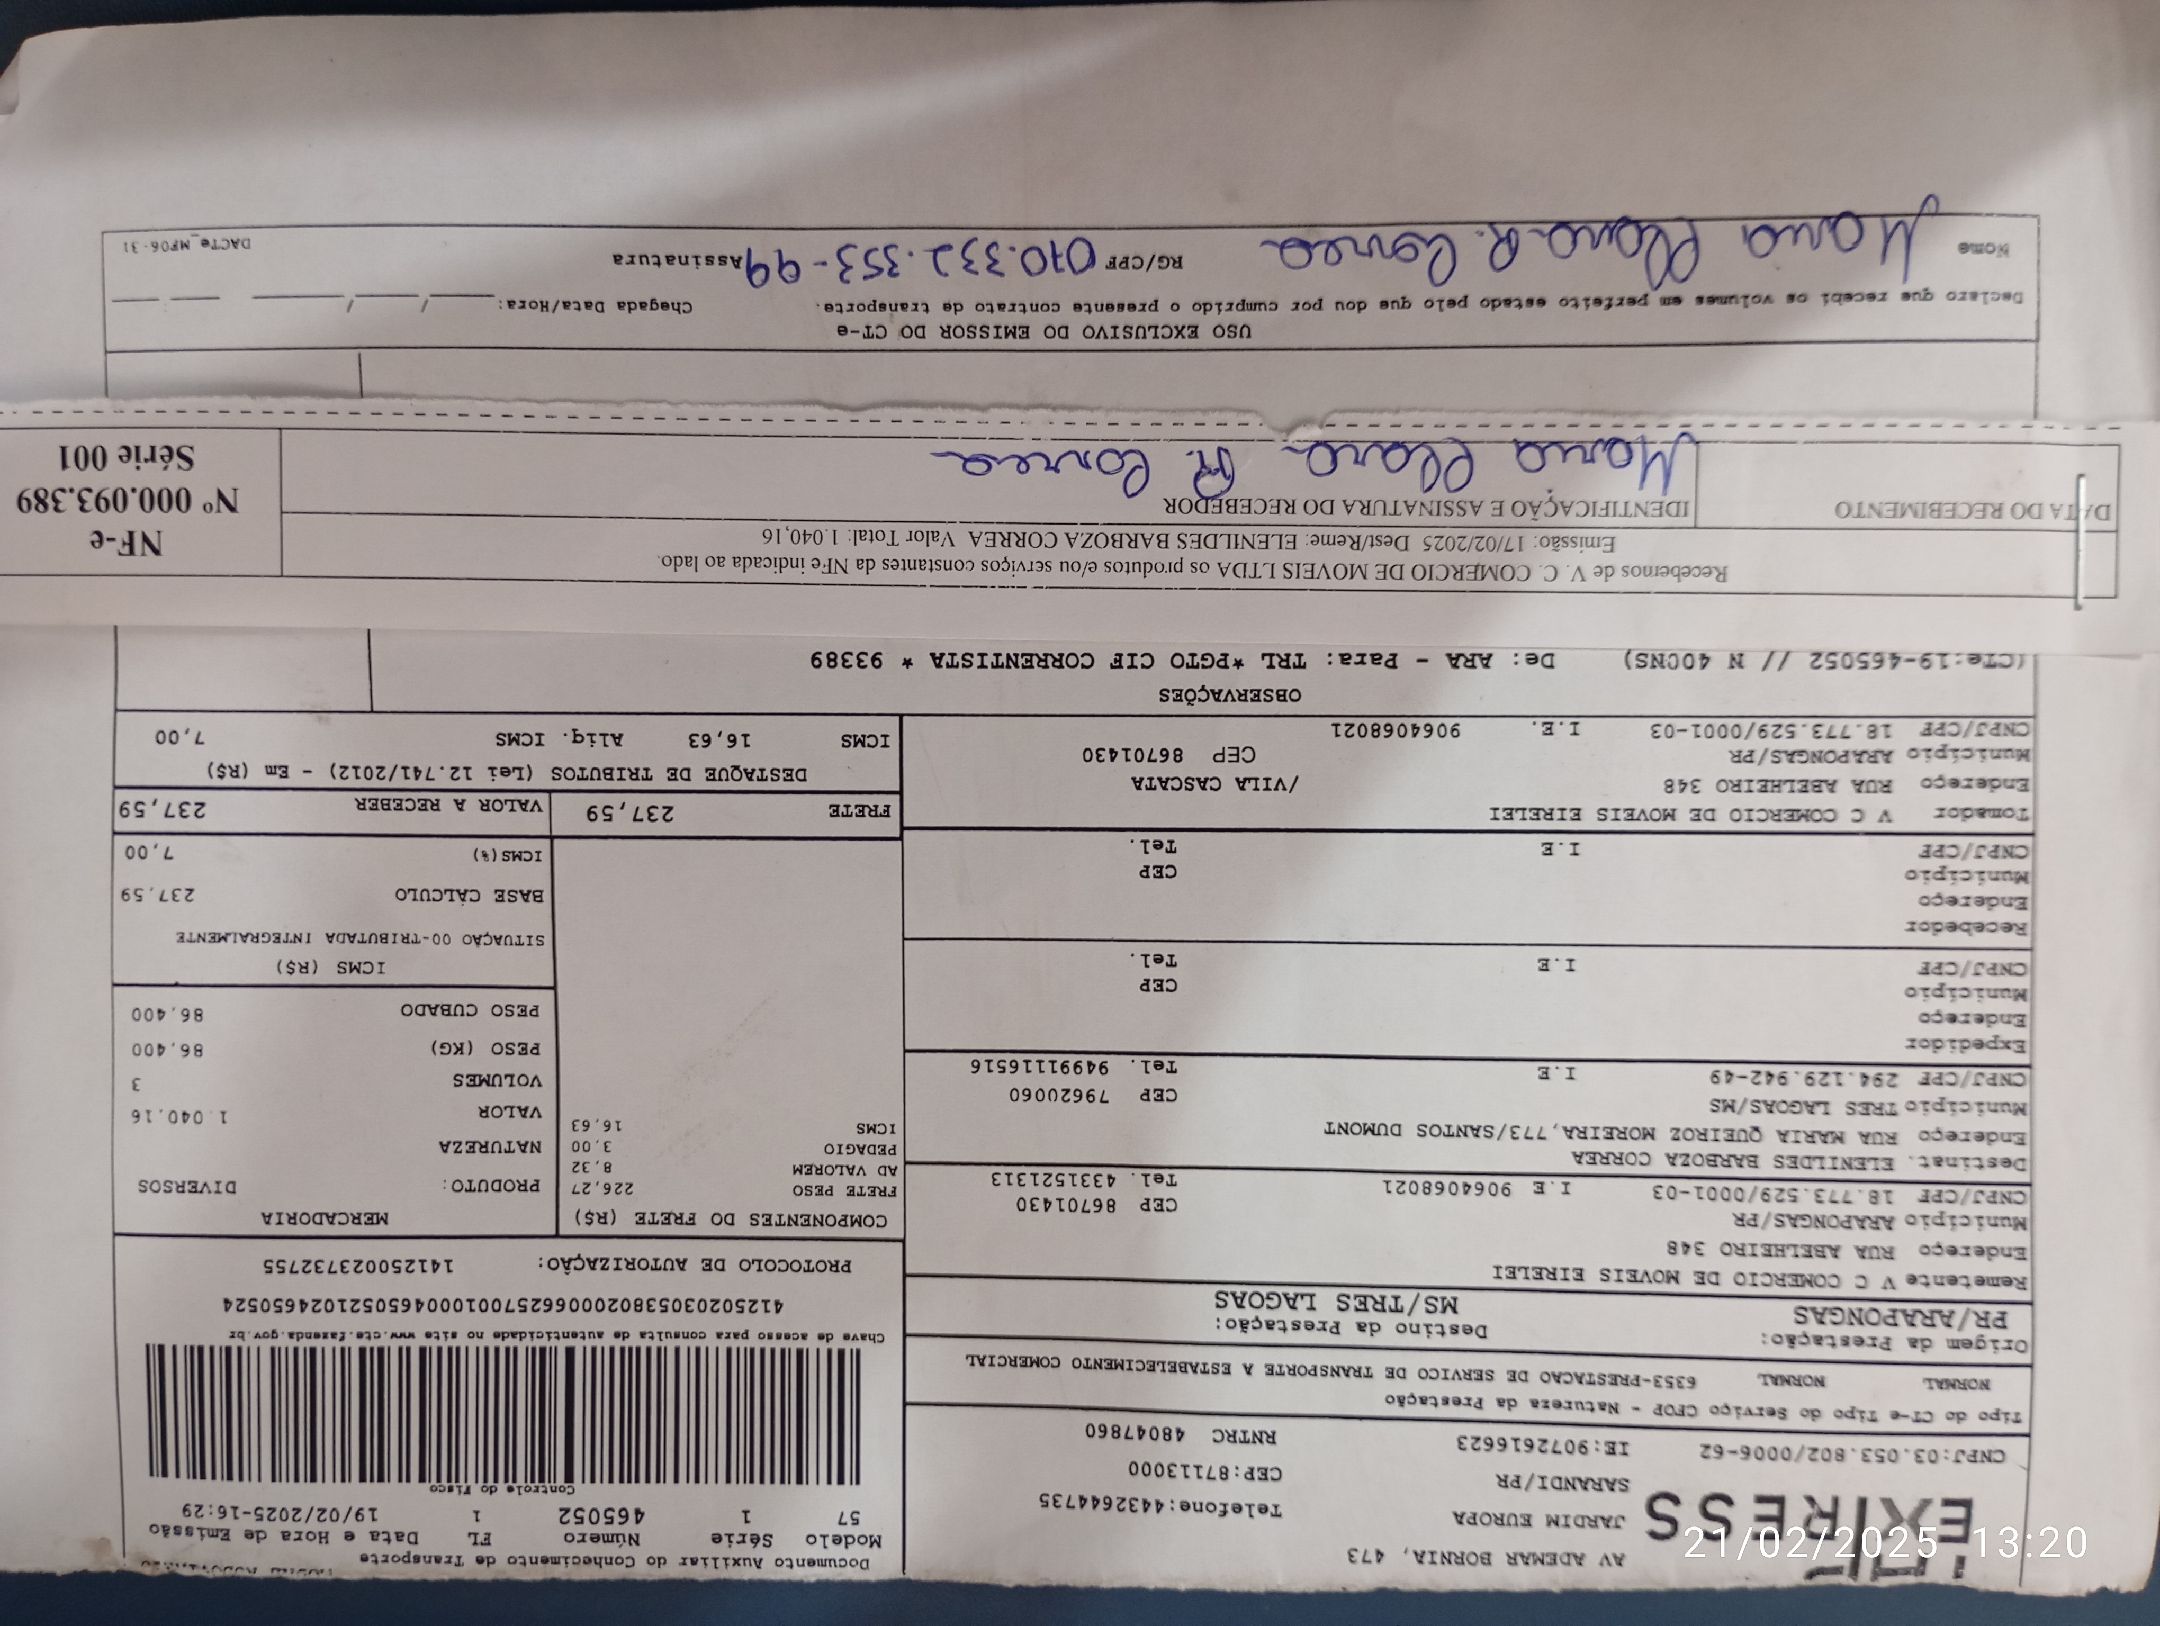 EXIRESS
AV ADEMAR BORNIA, 473
JARDIM EUROPA
SARANDI/PR
Telefone:4432644735
CEP:87113000
CNPJ:03.053.802/0006-62 IE:9072616623 RNTRC 48047860
Documento Auxiliar do Conhecimento de Transporte
Modelo Série Número FL Data e Hora de Emissão
57 1 465052 1 19/02/2025-16:29
Controle do Fisco
Chave de acesso para consulta de autenticidade no site www.cte.fazenda.gov.br
41250203053802000662570010004650521024650524
PROTOCOLO DE AUTORIZAÇÃO: 141250023732755
Tipo do CT-e Tipo do Serviço CFOP - Natureza da Prestação
NORMAL NORMAL 6353-PRESTACAO DE SERVICO DE TRANSPORTE A ESTABELECIMENTO COMERCIAL
Origem da Prestação: Destino da Prestação:
PR/ARAPONGAS MS/TRES LAGOAS
Remetente V C COMERCIO DE MOVEIS EIRELEI
Endereço RUA ABELHEIRO 348
Município ARAPONGAS/PR CEP 86701430
CNPJ/CPF 18.773.529/0001-03 I.E 9064068021 Tel. 4331521313
Destinat. ELENILDES BARBOZA CORREA
Endereço RUA MARIA QUEIROZ MOREIRA,773/SANTOS DUMONT
Município TRES LAGOAS/MS CEP 79620060
CNPJ/CPF 294.129.942-49 I.E Tel. 94991116516
Expedidor
Endereço
Município CEP
CNPJ/CPF I.E Tel.
Recebedor
Endereço
Município CEP
CNPJ/CPF I.E Tel.
Tomador V C COMERCIO DE MOVEIS EIRELEI
Endereço RUA ABELHEIRO 348 /VILA CASCATA
Município ARAPONGAS/PR CEP 86701430
CNPJ/CPF 18.773.529/0001-03 I.E. 9064068021
COMPONENTES DO FRETE (R$)
FRETE PESO 226,27
AD VALOREM 8,32
PEDAGIO 3,00
ICMS 16,63
MERCADORIA
PRODUTO: DIVERSOS
NATUREZA
VALOR 1.040,16
VOLUMES 3
PESO (KG) 86,400
PESO CUBADO 86,400
ICMS (R$)
SITUAÇÃO 00-TRIBUTADA INTEGRALMENTE
BASE CÁLCULO 237,59
ICMS(%) 7,00
FRETE 237,59 VALOR A RECEBER 237,59
DESTAQUE DE TRIBUTOS (Lei 12.741/2012) - Em (R$)
ICMS 16,63 Aliq. ICMS 7,00
OBSERVAÇÕES
(CTe:19-465052 // N 400NS) De: ARA - Para: TRL *PGTO CIF CORRENTISTA * 93389
Recebemos de V. C. COMERCIO DE MOVEIS LTDA os produtos e/ou serviços constantes da NFe indicada ao lado.
Emissão: 17/02/2025 Dest/Reme: ELENILDES BARBOZA CORREA Valor Total: 1.040,16
DATA DO RECEBIMENTO IDENTIFICAÇÃO E ASSINATURA DO RECEBEDOR
Maria Clara R. Correa
NF-e
Nº 000.093.389
Série 001
USO EXCLUSIVO DO EMISSOR DO CT-e
Declaro que recebi os volumes em perfeito estado pelo que dou por cumprido o presente contrato de transporte. Chegada Data/Hora: __/__/__ __ __
Nome Maria Clara R. Correa RG/CPF 070.332.353-99 Assinatura
DACTe_MP06-31
21/02/2025 13:20